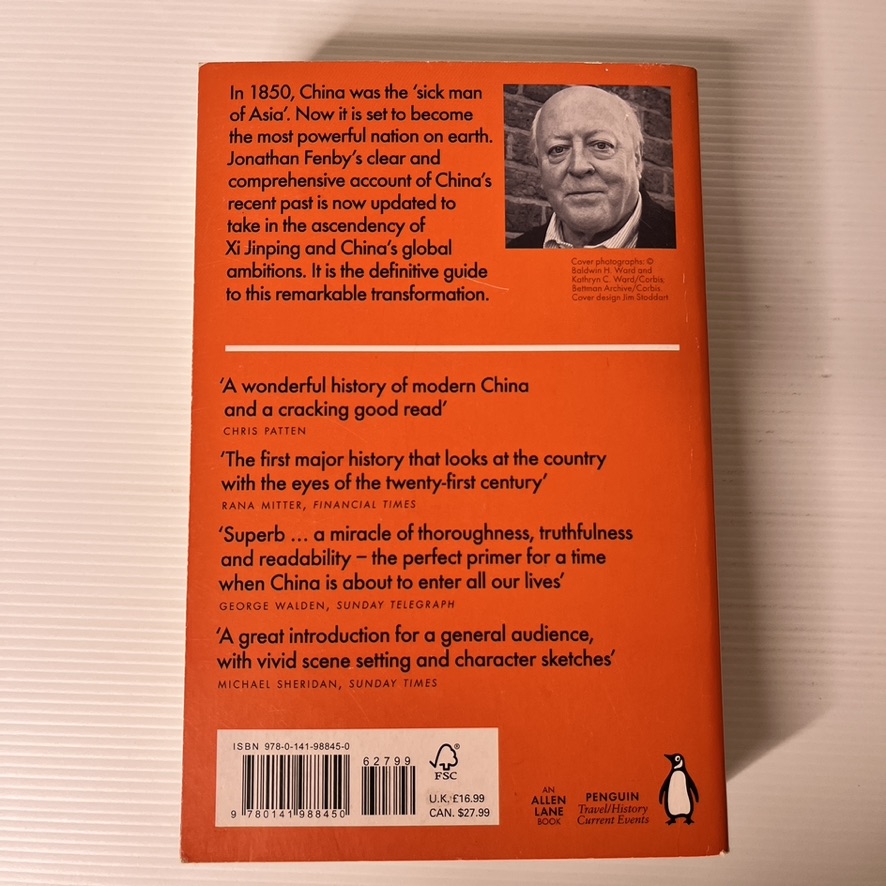 In 1850, China was the ‘sick man
of Asia’. Now it is set to become
the most powerful nation on earth.
Jonathan Fenby’s clear and
comprehensive account of China’s
recent past is now updated to
take in the ascendency of
Xi Jinping and China’s global
ambitions. It is the definitive guide
to this remarkable transformation.
Cover photographs: ©
Baldwin H. Ward and
Kathryn C. Ward/Corbis,
Bettman Archive/Corbis.
Cover design Jim Stoddart
‘A wonderful history of modern China
and a cracking good read’
CHRIS PATTEN
‘The first major history that looks at the country
with the eyes of the twenty-first century’
RANA MITTER, FINANCIAL TIMES
‘Superb ... a miracle of thoroughness, truthfulness
and readability – the perfect primer for a time
when China is about to enter all our lives’
GEORGE WALDEN, SUNDAY TELEGRAPH
‘A great introduction for a general audience,
with vivid scene setting and character sketches’
MICHAEL SHERIDAN, SUNDAY TIMES
ISBN 978-0-141-98845-0
62799
9 780141 988450
®
FSC
U.K. £16.99
CAN. $27.99
AN
ALLEN
LANE
BOOK
PENGUIN
Travel/History
Current Events